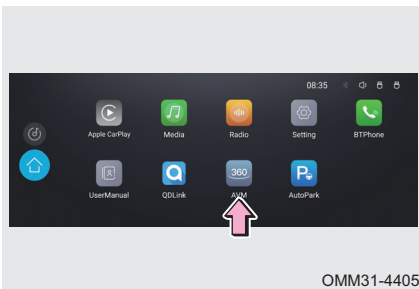 08:35
Apple CarPlay
Media
Radio
Setting
BTPhone
360
UserManual
QDLink
AVM
AutoPark
OMM31-4405